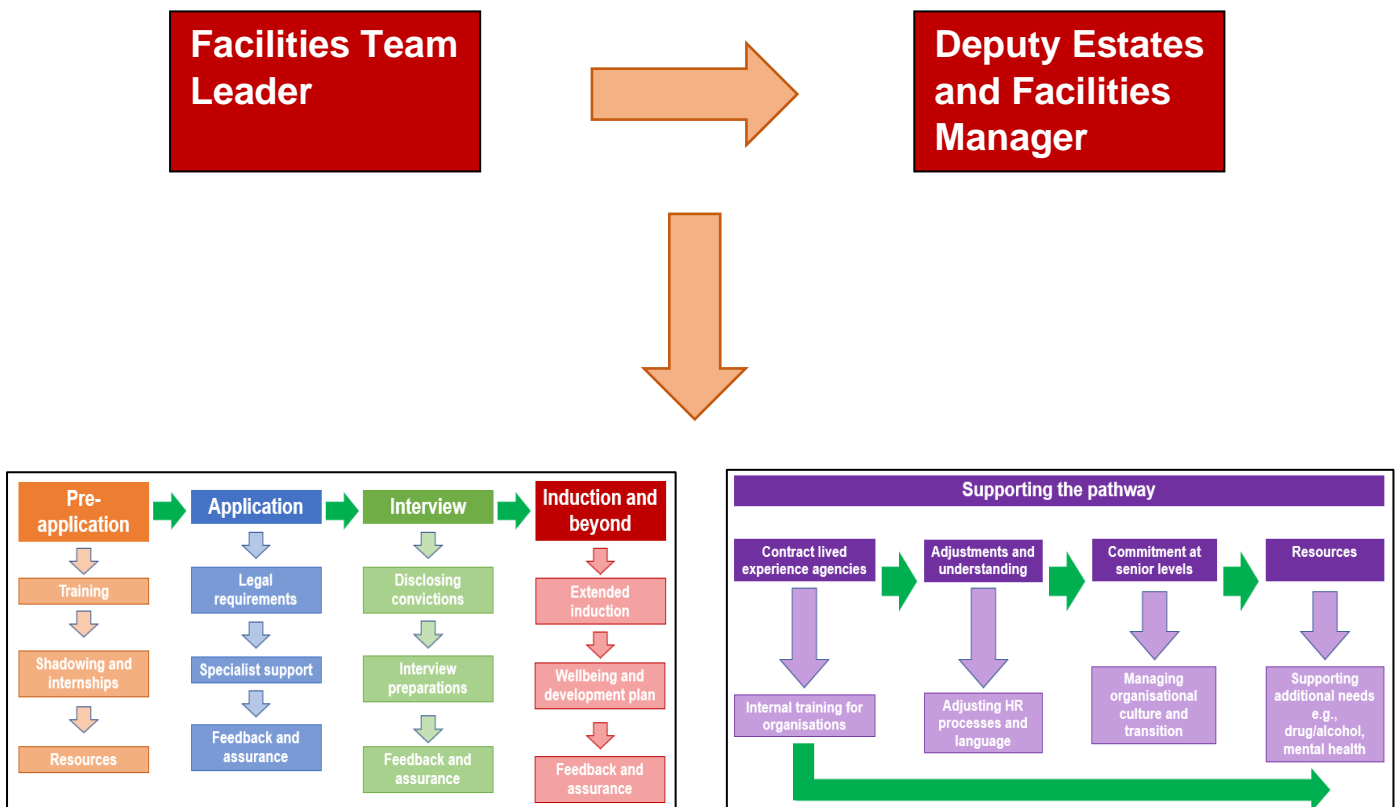 Facilities Team
Leader
Deputy Estates
and Facilities
Manager
Pre-
application
Application
Interview
Induction and
beyond
Training
Shadowing and
internships
Resources
Legal
requirements
Specialist support
Feedback and
assurance
Disclosing
convictions
Interview
preparations
Feedback and
assurance
Extended
induction
Wellbeing and
development plan
Feedback and
assurance
Supporting the pathway
Contract lived
experience agencies
Adjustments and
understanding
Commitment at
senior levels
Resources
Internal training for
organisations
Adjusting HR
processes and
language
Managing
organisational
culture and
transition
Supporting
additional needs
e.g.,
drug/alcohol,
mental health